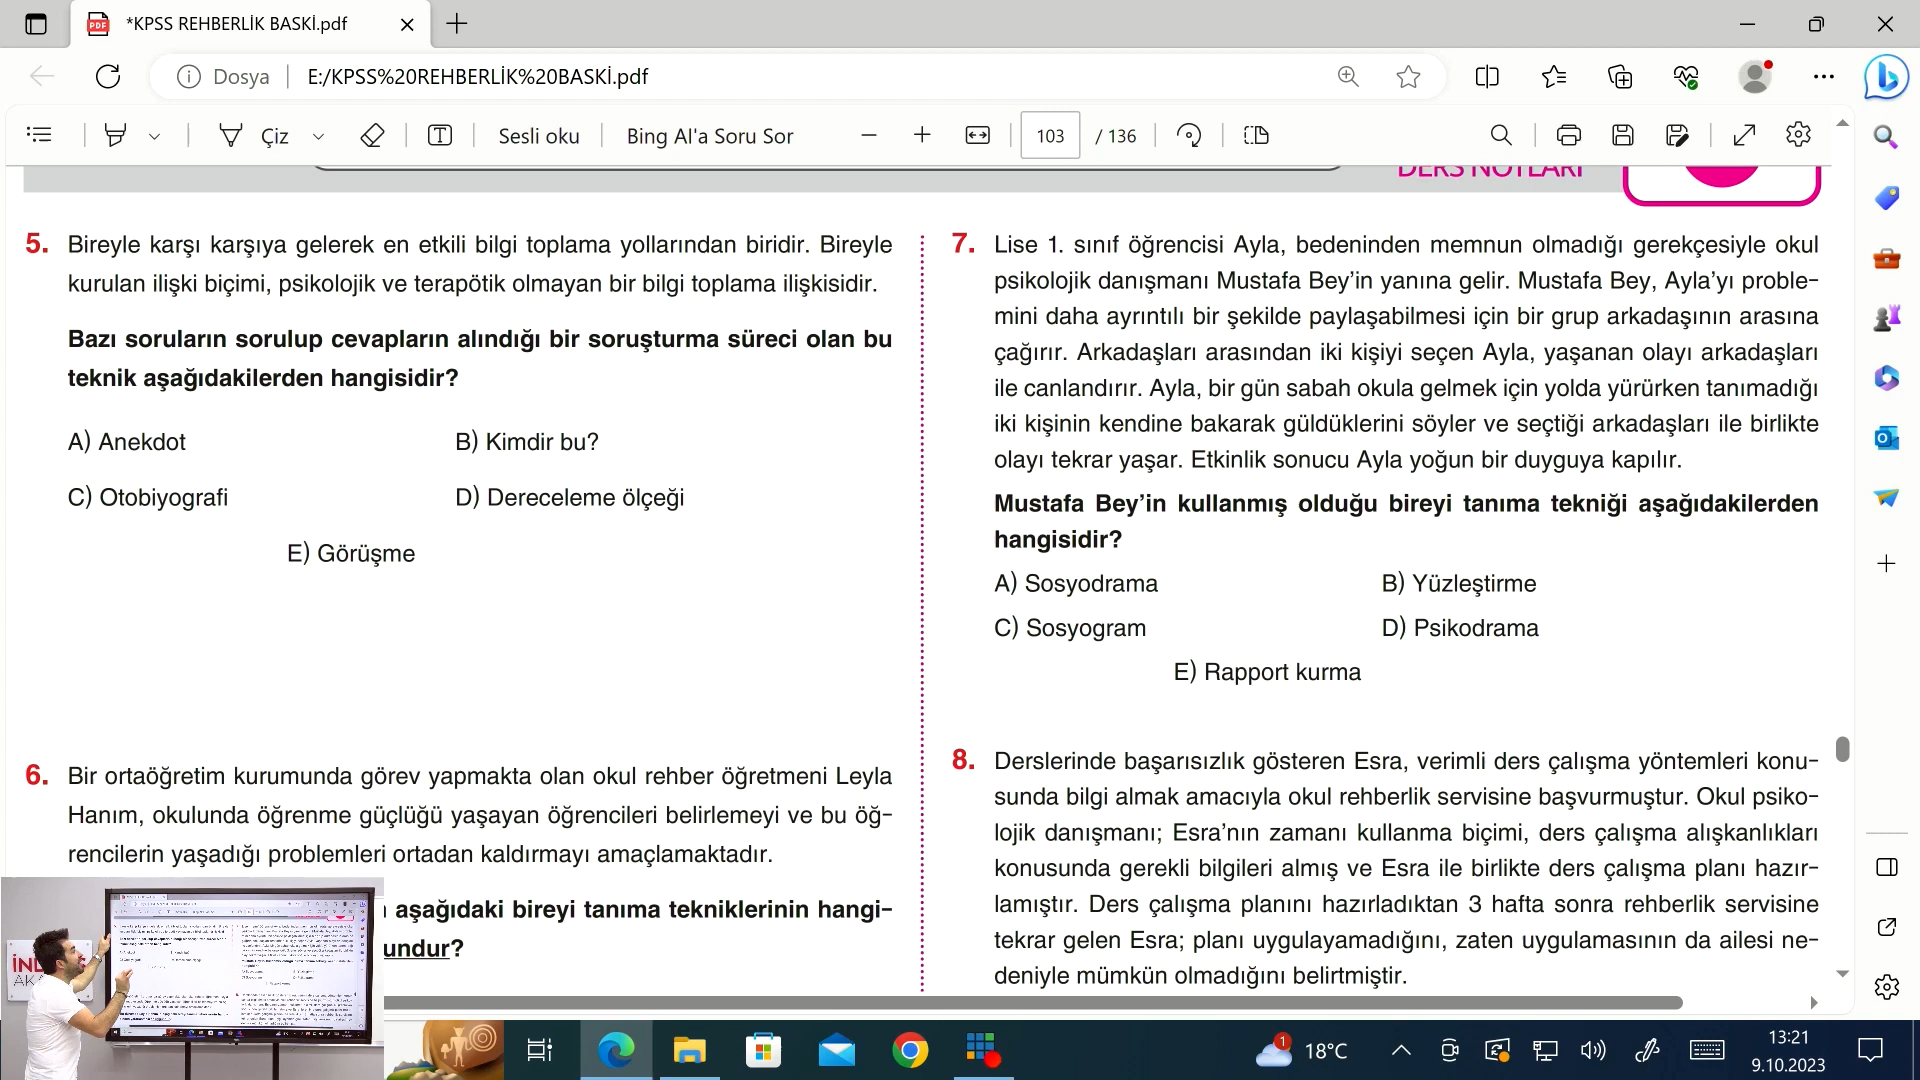 *KPSS REHBERLİK BASKİ.pdf
Dosya
E:/KPSS%20REHBERLİK%20BASKİ.pdf
Çiz
Sesli oku
Bing AI'a Soru Sor
103
/ 136
DERS NOTLARI
5. Bireyle karşı karşıya gelerek en etkili bilgi toplama yollarından biridir. Bireyle
kurulan ilişki biçimi, psikolojik ve terapötik olmayan bir bilgi toplama ilişkisidir.
Bazı soruların sorulup cevapların alındığı bir soruşturma süreci olan bu
teknik aşağıdakilerden hangisidir?
A) Anekdot
B) Kimdir bu?
C) Otobiyografi
D) Dereceleme ölçeği
E) Görüşme
6. Bir ortaöğretim kurumunda görev yapmakta olan okul rehber öğretmeni Leyla
Hanım, okulunda öğrenme güçlüğü yaşayan öğrencileri belirlemeyi ve bu öğ-
rencilerin yaşadığı problemleri ortadan kaldırmayı amaçlamaktadır.
aşağıdaki bireyi tanıma tekniklerinin hangi-
undur?
7. Lise 1. sınıf öğrencisi Ayla, bedeninden memnun olmadığı gerekçesiyle okul
psikolojik danışmanı Mustafa Bey'in yanına gelir. Mustafa Bey, Ayla'yı proble-
mini daha ayrıntılı bir şekilde paylaşabilmesi için bir grup arkadaşının arasına
çağırır. Arkadaşları arasından iki kişiyi seçen Ayla, yaşanan olayı arkadaşları
ile canlandırır. Ayla, bir gün sabah okula gelmek için yolda yürürken tanımadığı
iki kişinin kendine bakarak güldüklerini söyler ve seçtiği arkadaşları ile birlikte
olayı tekrar yaşar. Etkinlik sonucu Ayla yoğun bir duyguya kapılır.
Mustafa Bey'in kullanmış olduğu bireyi tanıma tekniği aşağıdakilerden
hangisidir?
A) Sosyodrama
B) Yüzleştirme
C) Sosyogram
D) Psikodrama
E) Rapport kurma
8. Derslerinde başarısızlık gösteren Esra, verimli ders çalışma yöntemleri konu-
sunda bilgi almak amacıyla okul rehberlik servisine başvurmuştur. Okul psiko-
lojik danışmanı; Esra'nın zamanı kullanma biçimi, ders çalışma alışkanlıkları
konusunda gerekli bilgileri almış ve Esra ile birlikte ders çalışma planı hazır-
lamıştır. Ders çalışma planını hazırladıktan 3 hafta sonra rehberlik servisine
tekrar gelen Esra; planı uygulayamadığını, zaten uygulamasının da ailesi ne-
deniyle mümkün olmadığını belirtmiştir.
1
18°C
13:21
9.10.2023